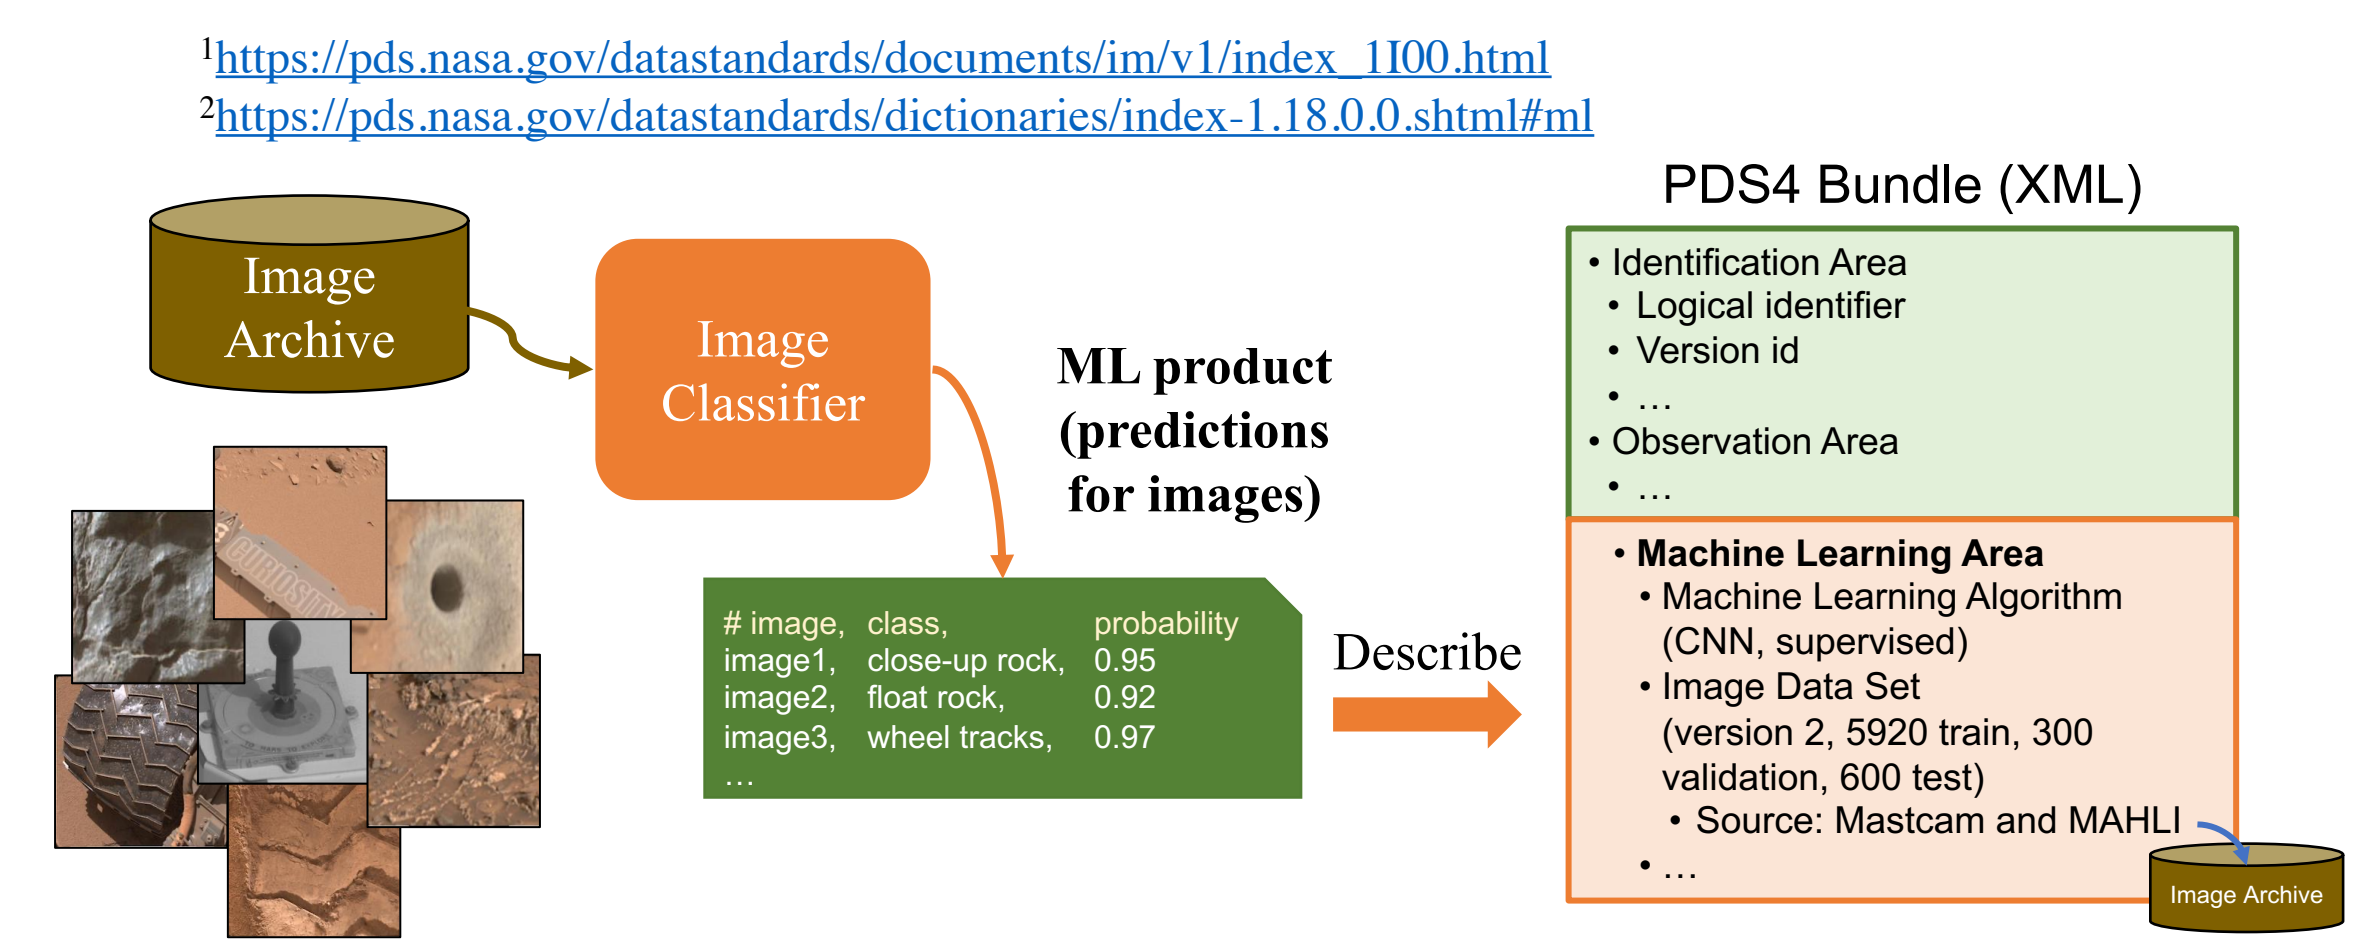 ¹https://pds.nasa.gov/datastandards/documents/im/v1/index_1I00.html
²https://pds.nasa.gov/datastandards/dictionaries/index-1.18.0.0.shtml#ml
Image
Archive
Image
Classifier
ML product
(predictions
for images)
CURIOSITY
# image, class, probability
image1, close-up rock, 0.95
image2, float rock, 0.92
image3, wheel tracks, 0.97
…
Describe
PDS4 Bundle (XML)
• Identification Area
• Logical identifier
• Version id
• …
• Observation Area
• …
• Machine Learning Area
• Machine Learning Algorithm
(CNN, supervised)
• Image Data Set
(version 2, 5920 train, 300
validation, 600 test)
• Source: Mastcam and MAHLI
• …
Image Archive